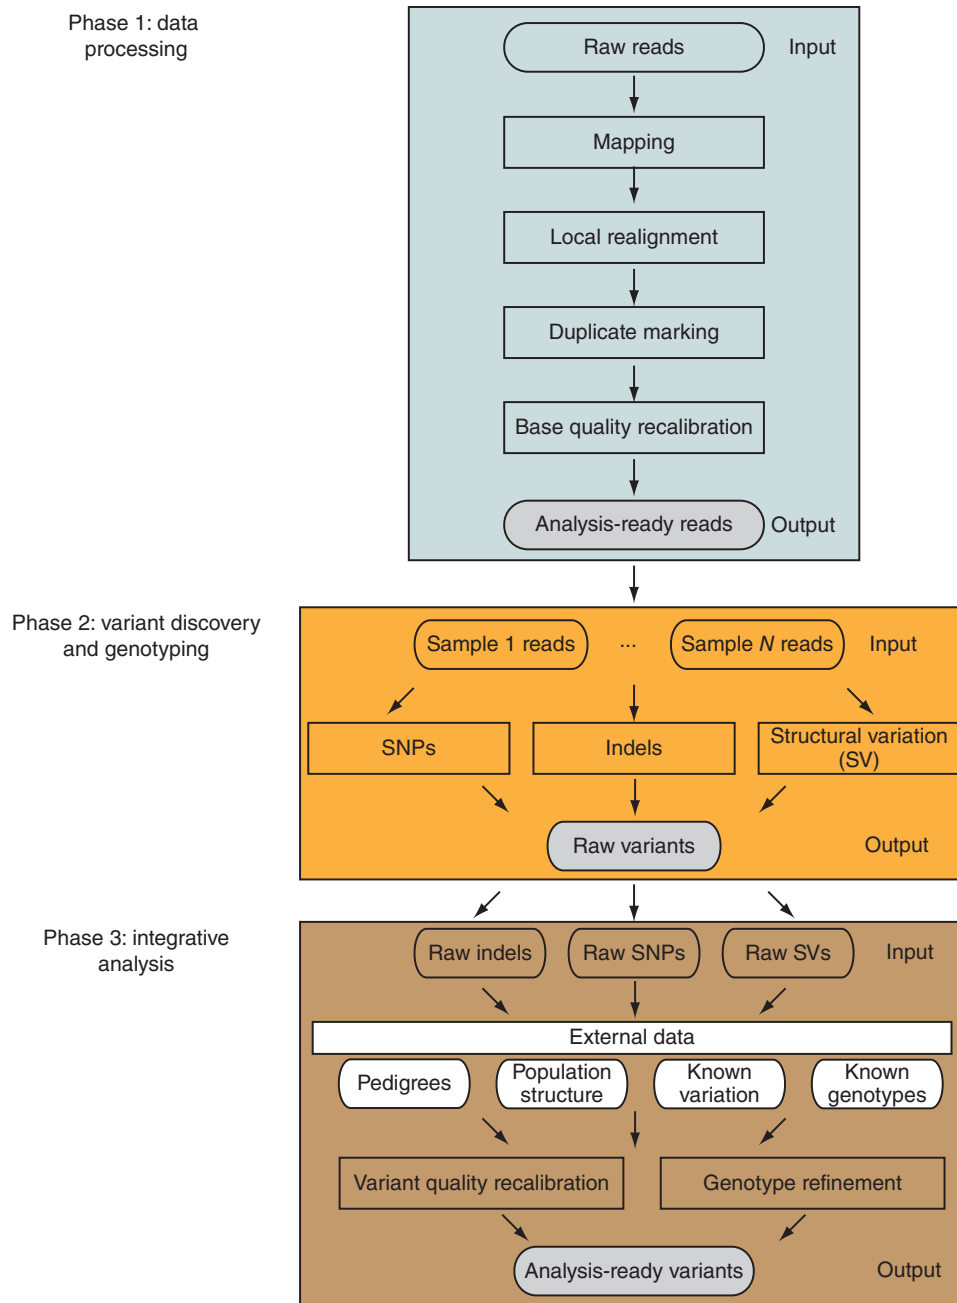 Phase 1: data
processing
Raw reads
Input
Mapping
Local realignment
Duplicate marking
Base quality recalibration
Analysis-ready reads
Output
Phase 2: variant discovery
and genotyping
Sample 1 reads
...
Sample N reads
Input
SNPs
Indels
Structural variation
(SV)
Raw variants
Output
Phase 3: integrative
analysis
Raw indels
Raw SNPs
Raw SVs
Input
External data
Pedigrees
Population
structure
Known
variation
Known
genotypes
Variant quality recalibration
Genotype refinement
Analysis-ready variants
Output